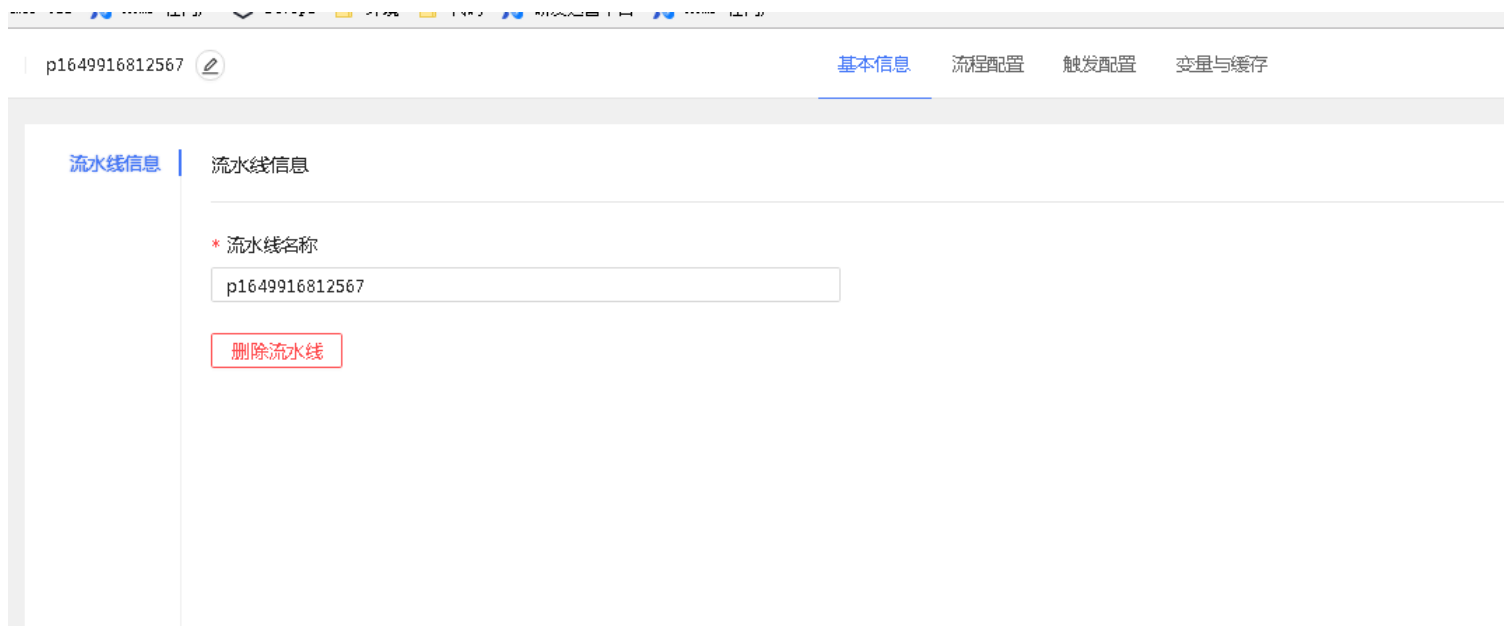 p1649916812567
基本信息 流程配置 触发配置 变量与缓存
流水线信息
流水线信息
* 流水线名称
p1649916812567
删除流水线